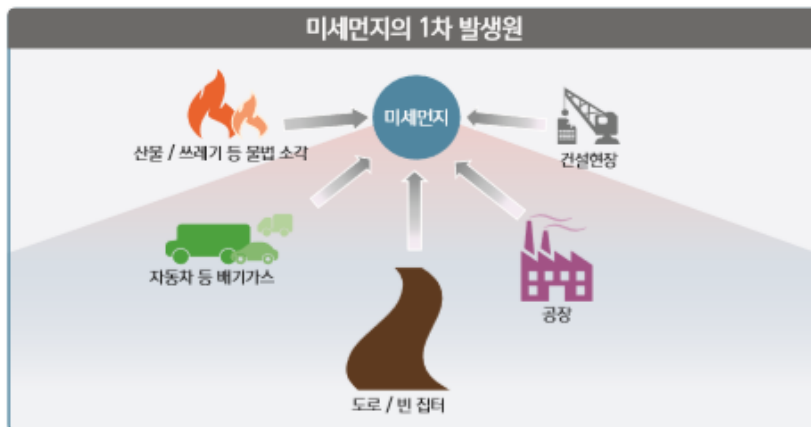 미세먼지의 1차 발생원
미세먼지
산물 / 쓰레기 등 불법 소각
건설현장
자동차 등 배기가스
공장
도로 / 빈 집터